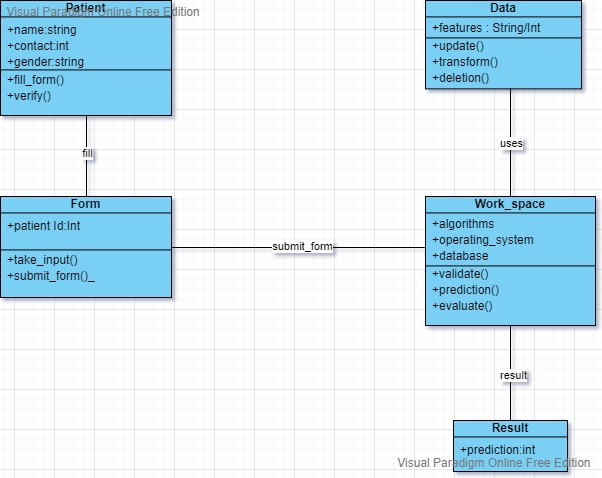 Visual Paradigm Online Free Edition
Patient
+name:string
+contact:int
+gender:string
+fill_form()
+verify()
Data
+features : String/Int
+update()
+transform()
+deletion()
fill
uses
Form
+patient Id:Int
+take_input()
+submit_form()_
submit_form
Work_space
+algorithms
+operating_system
+database
+validate()
+prediction()
+evaluate()
result
Result
+prediction:int
Visual Paradigm Online Free Edition